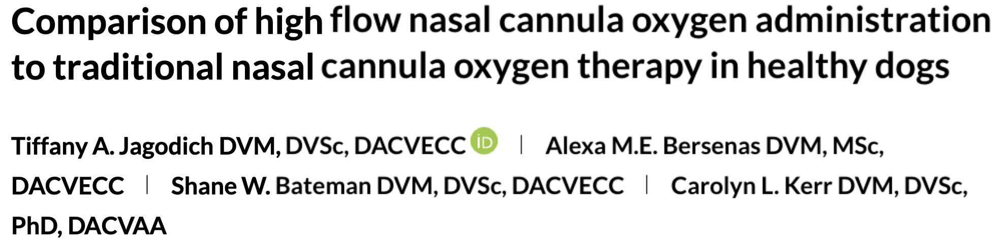 Comparison of high flow nasal cannula oxygen administration
to traditional nasal cannula oxygen therapy in healthy dogs
Tiffany A. Jagodich DVM, DVSc, DACVECC iD | Alexa M.E. Bersenas DVM, MSc,
DACVECC | Shane W. Bateman DVM, DVSc, DACVECC | Carolyn L. Kerr DVM, DVSc,
PhD, DACVAA